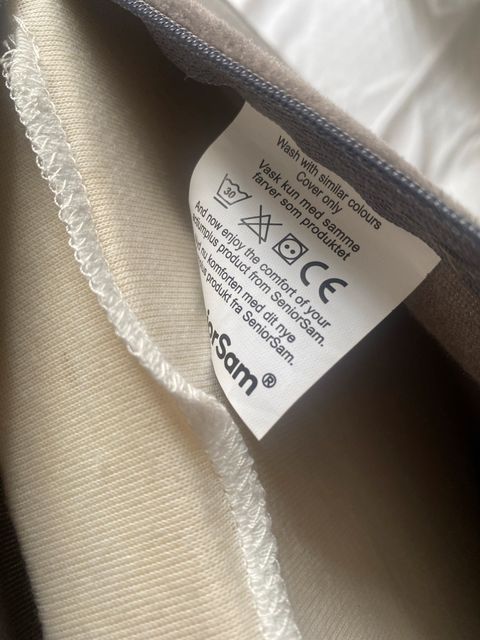 Wash with similar colours
Cover only
Vask kun med samme
farver som produktet
30
CE
And now enjoy the comfort of your
product from SeniorSam.
nu komforten med dit nye
produkt fra SeniorSam.
Sam®